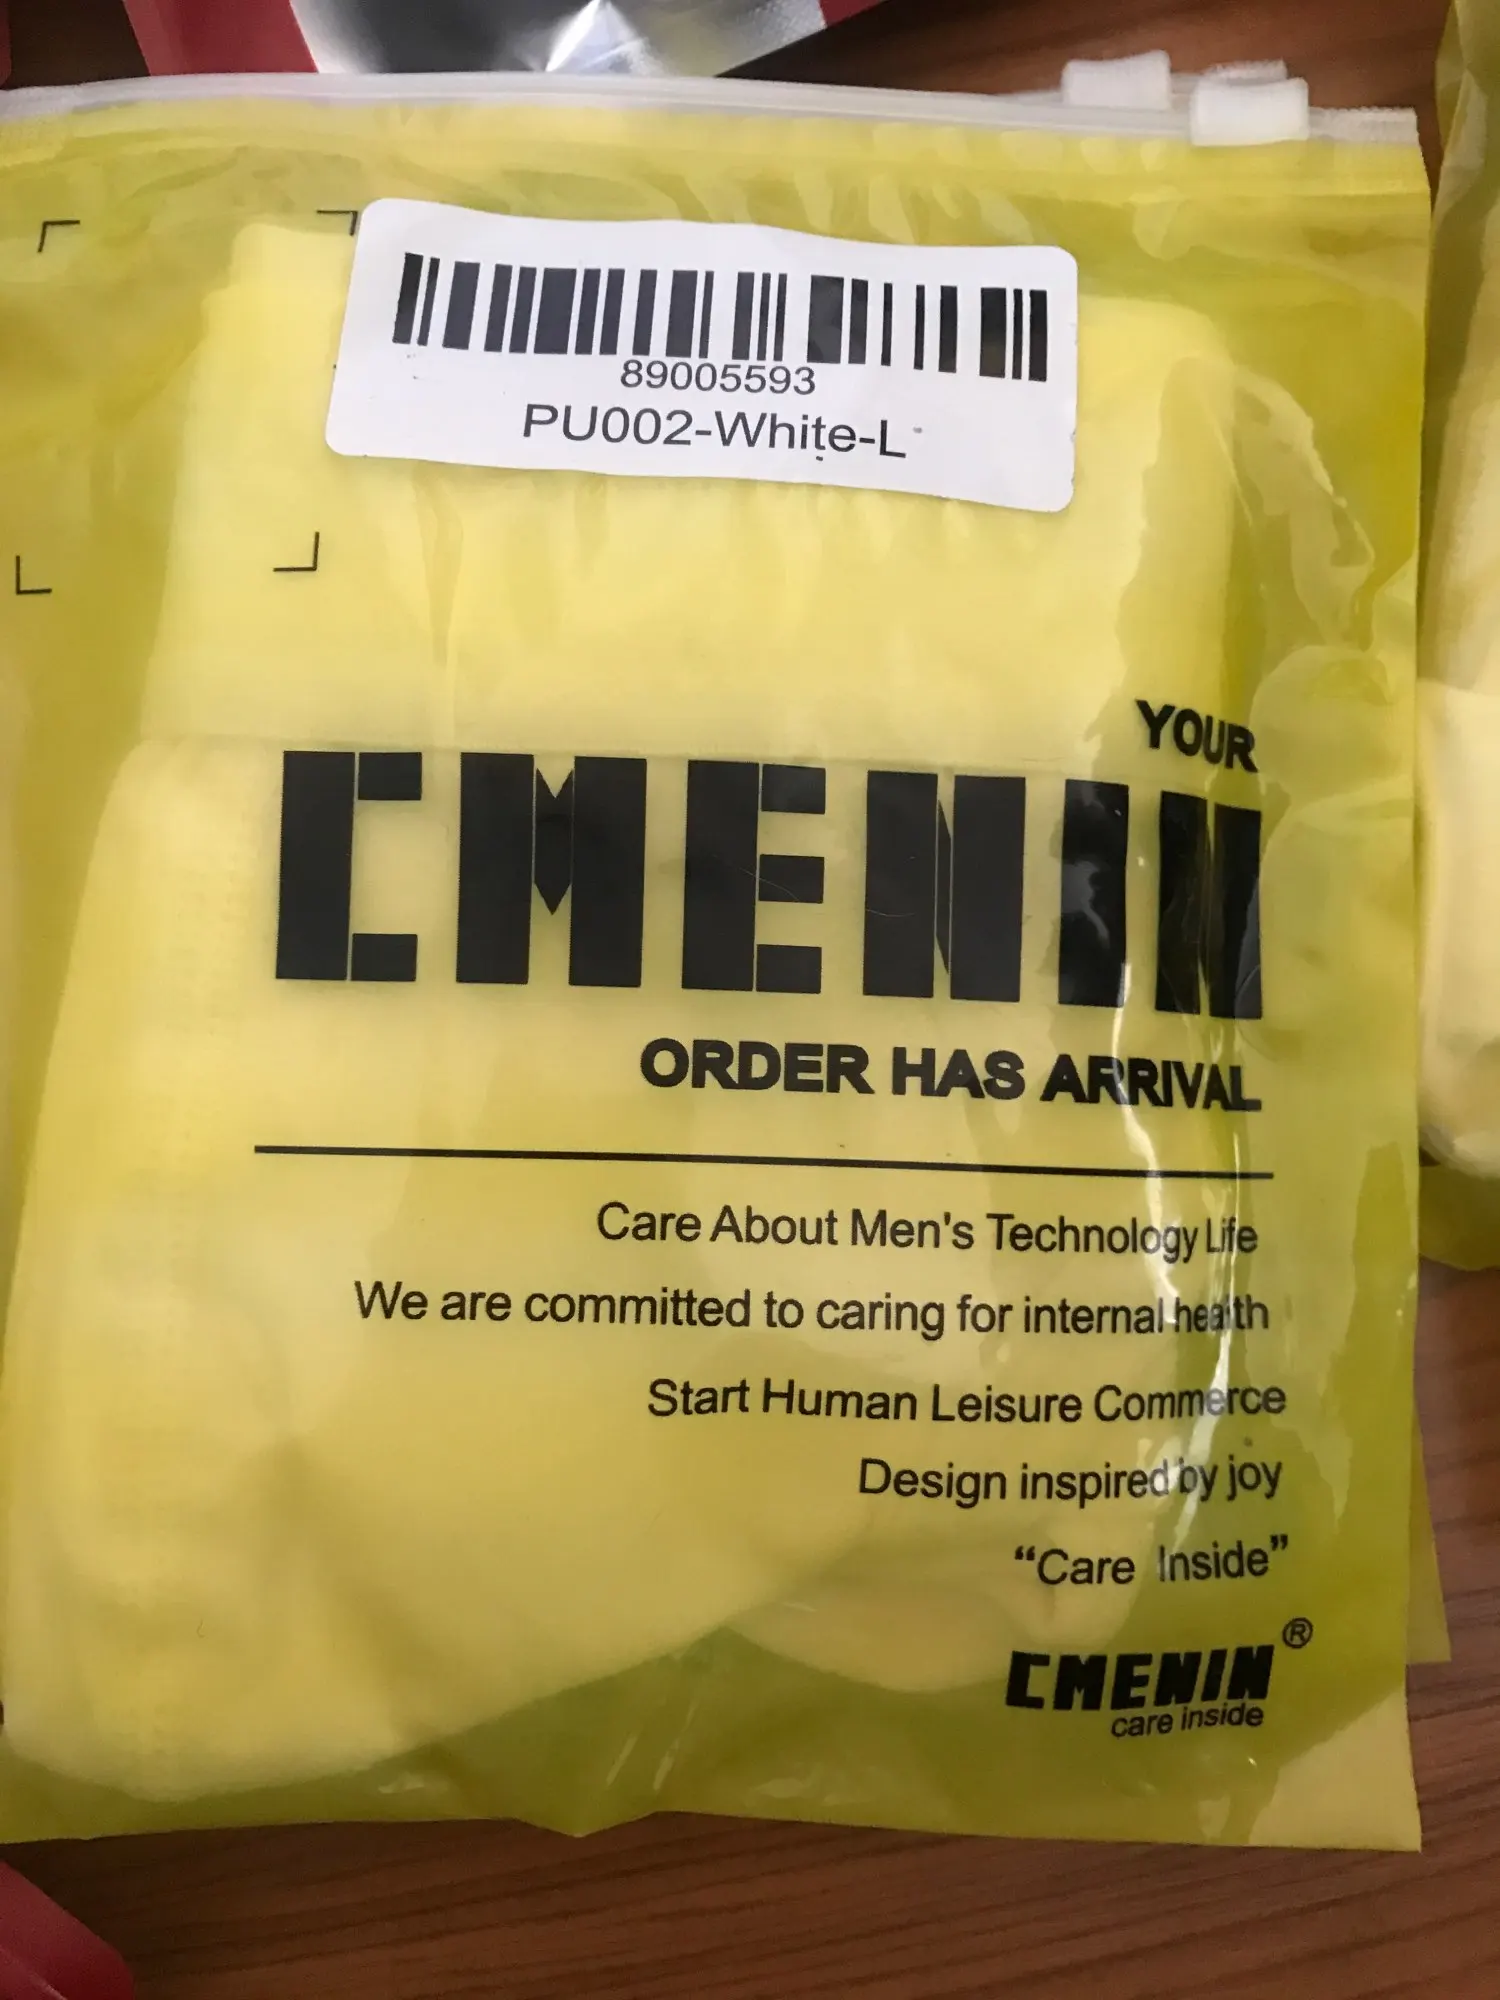 89005593
PU002-White-L
YOUR
CMENIN
ORDER HAS ARRIVAL
Care About Men's Technology Life
We are committed to caring for internal health
Start Human Leisure Commerce
Design inspired by joy
“Care Inside”
CMENIN®
care inside